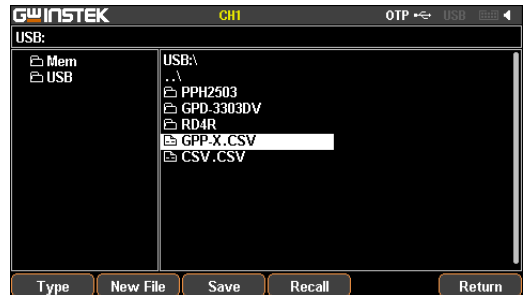 GWINSTEK CH1 OTP USB
USB:
Mem
USB
USB:\
..\
PPH2503
GPD-3303DV
RD4R
GPP-X.CSV
CSV.CSV
Type New File Save Recall Return